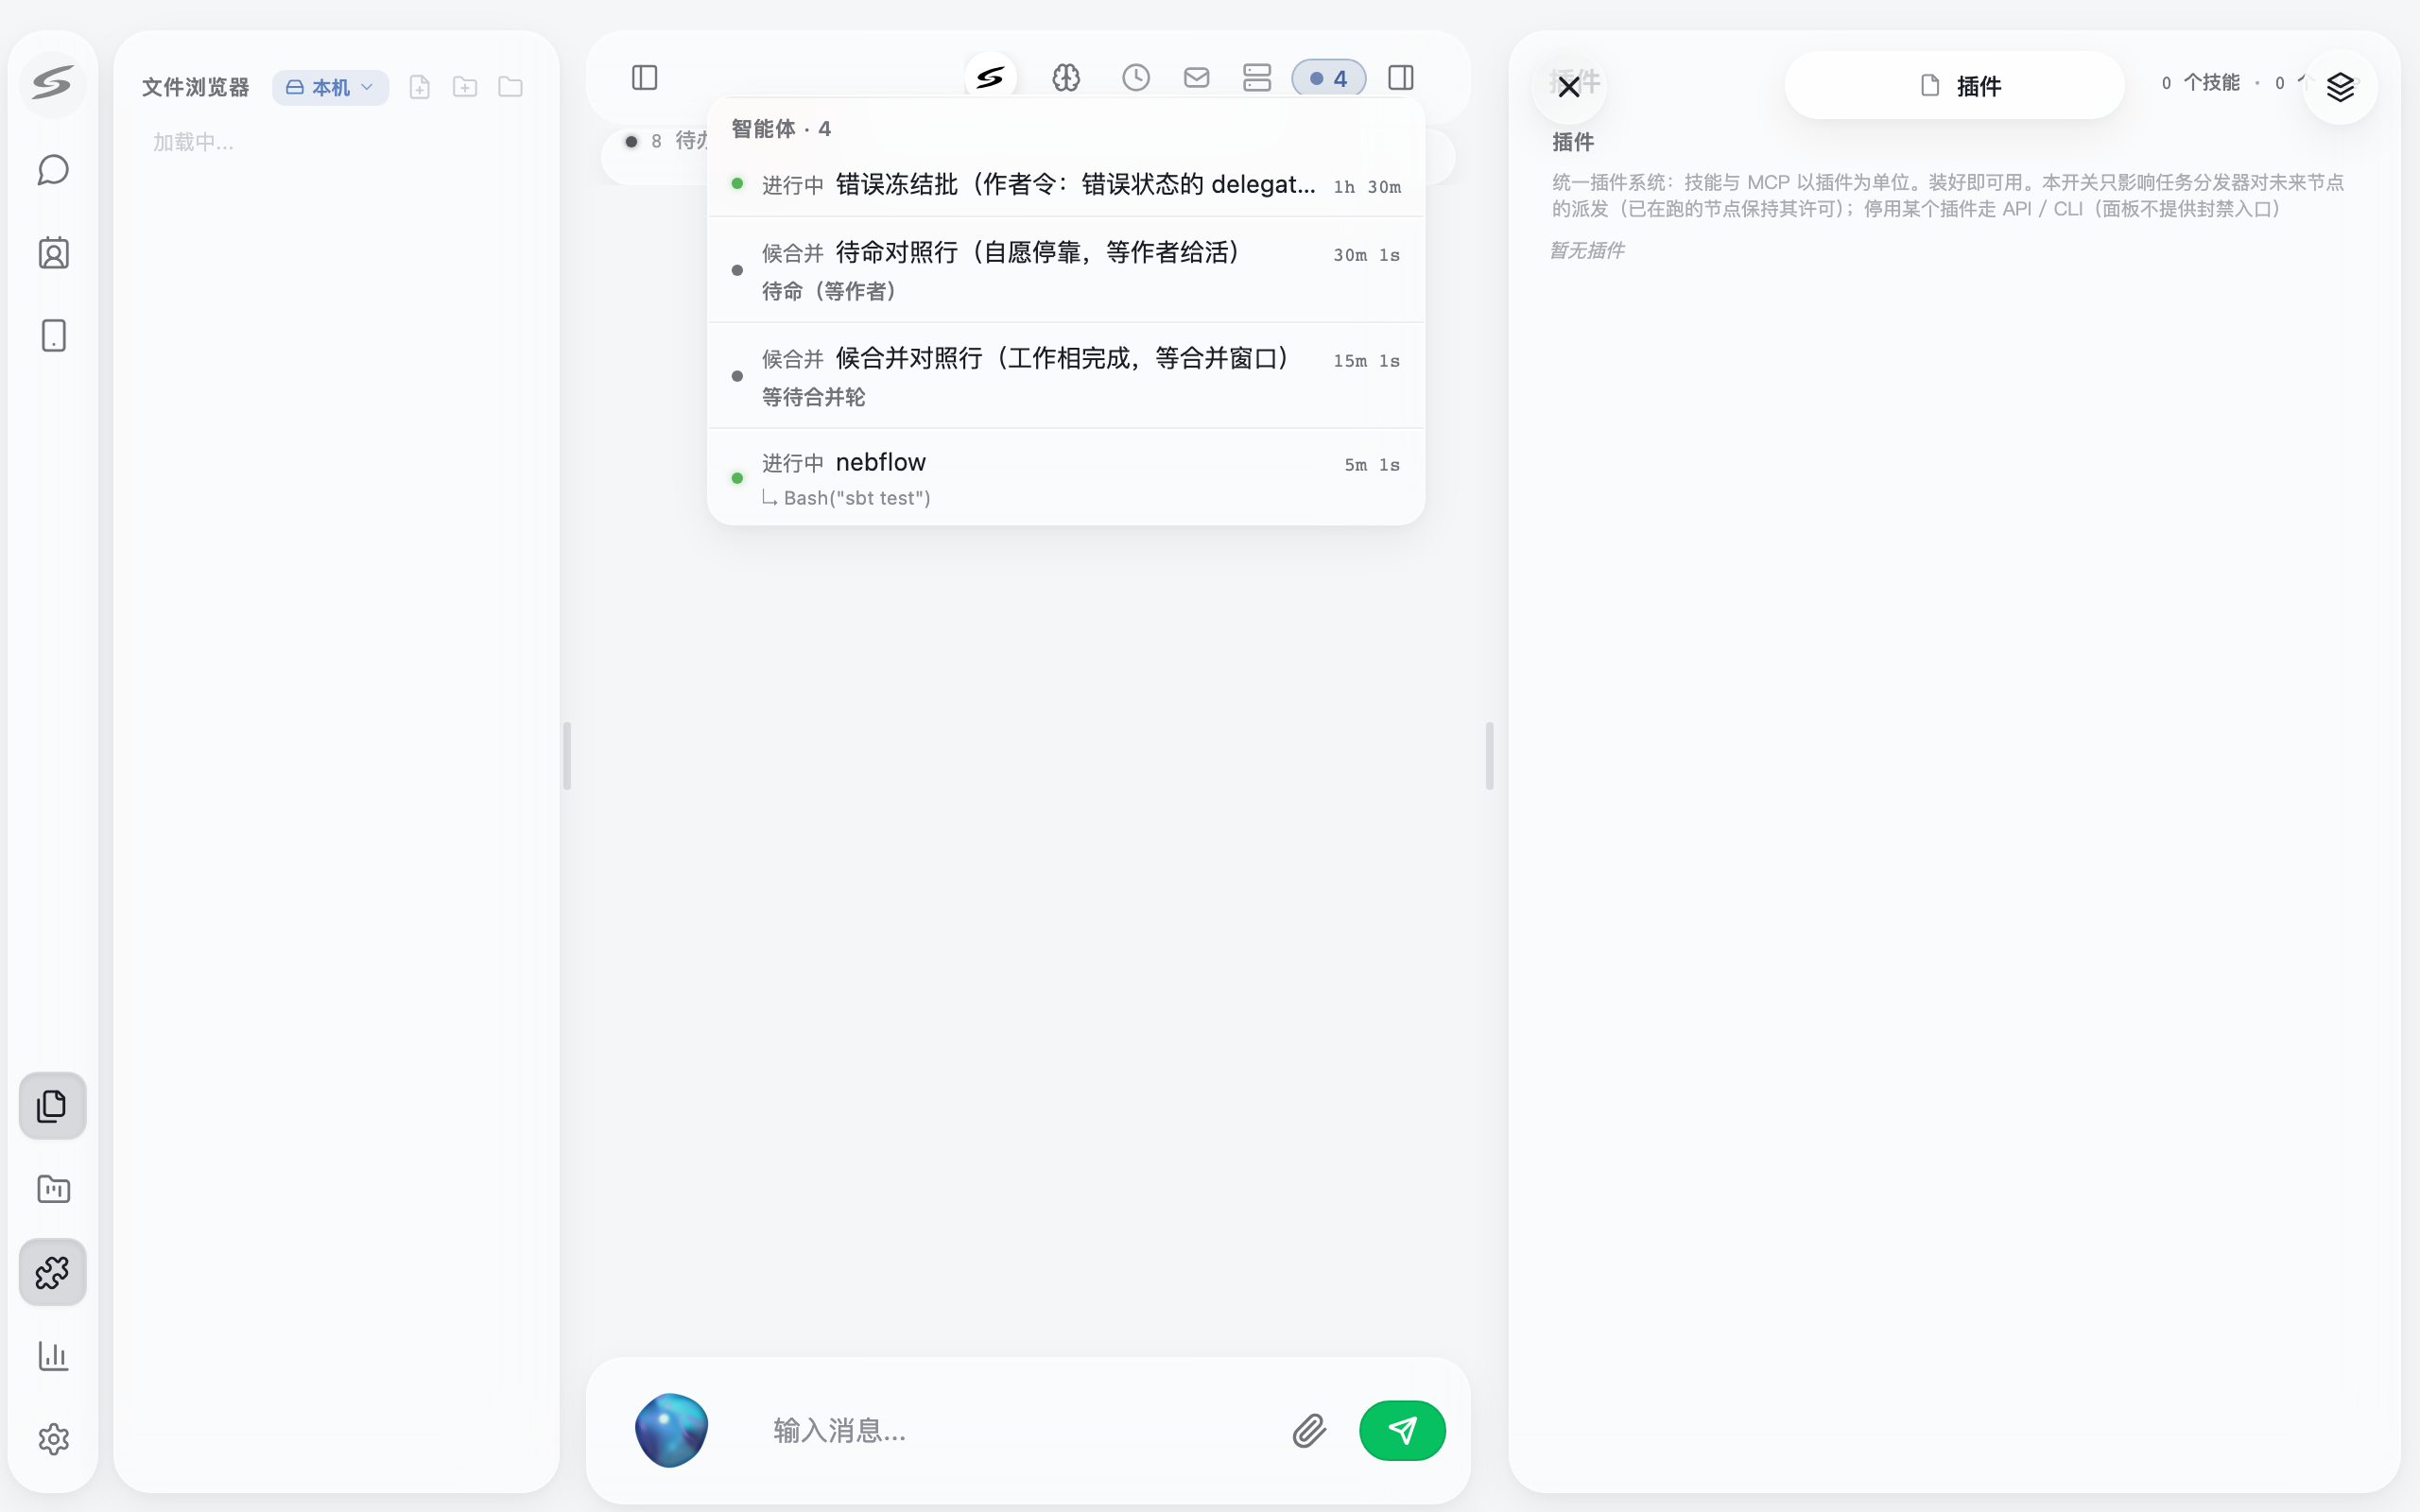 文件浏览器
本机
加载中...
4
8 待办
智能体 · 4
进行中 错误冻结批（作者令：错误状态的 delegat... 1h 30m
候合并 待命对照行（自愿停靠，等作者给活） 30m 1s
待命（等作者）
候合并 候合并对照行（工作相完成，等合并窗口） 15m 1s
等待合并轮
进行中 nebflow 5m 1s
Bash("sbt test")
输入消息...
插件
插件
0 个技能 · 0
插件
统一插件系统：技能与 MCP 以插件为单位。装好即可用。本开关只影响任务分发器对未来节点
的派发（已在跑的节点保持其许可）；停用某个插件走 API / CLI（面板不提供封禁入口）
暂无插件